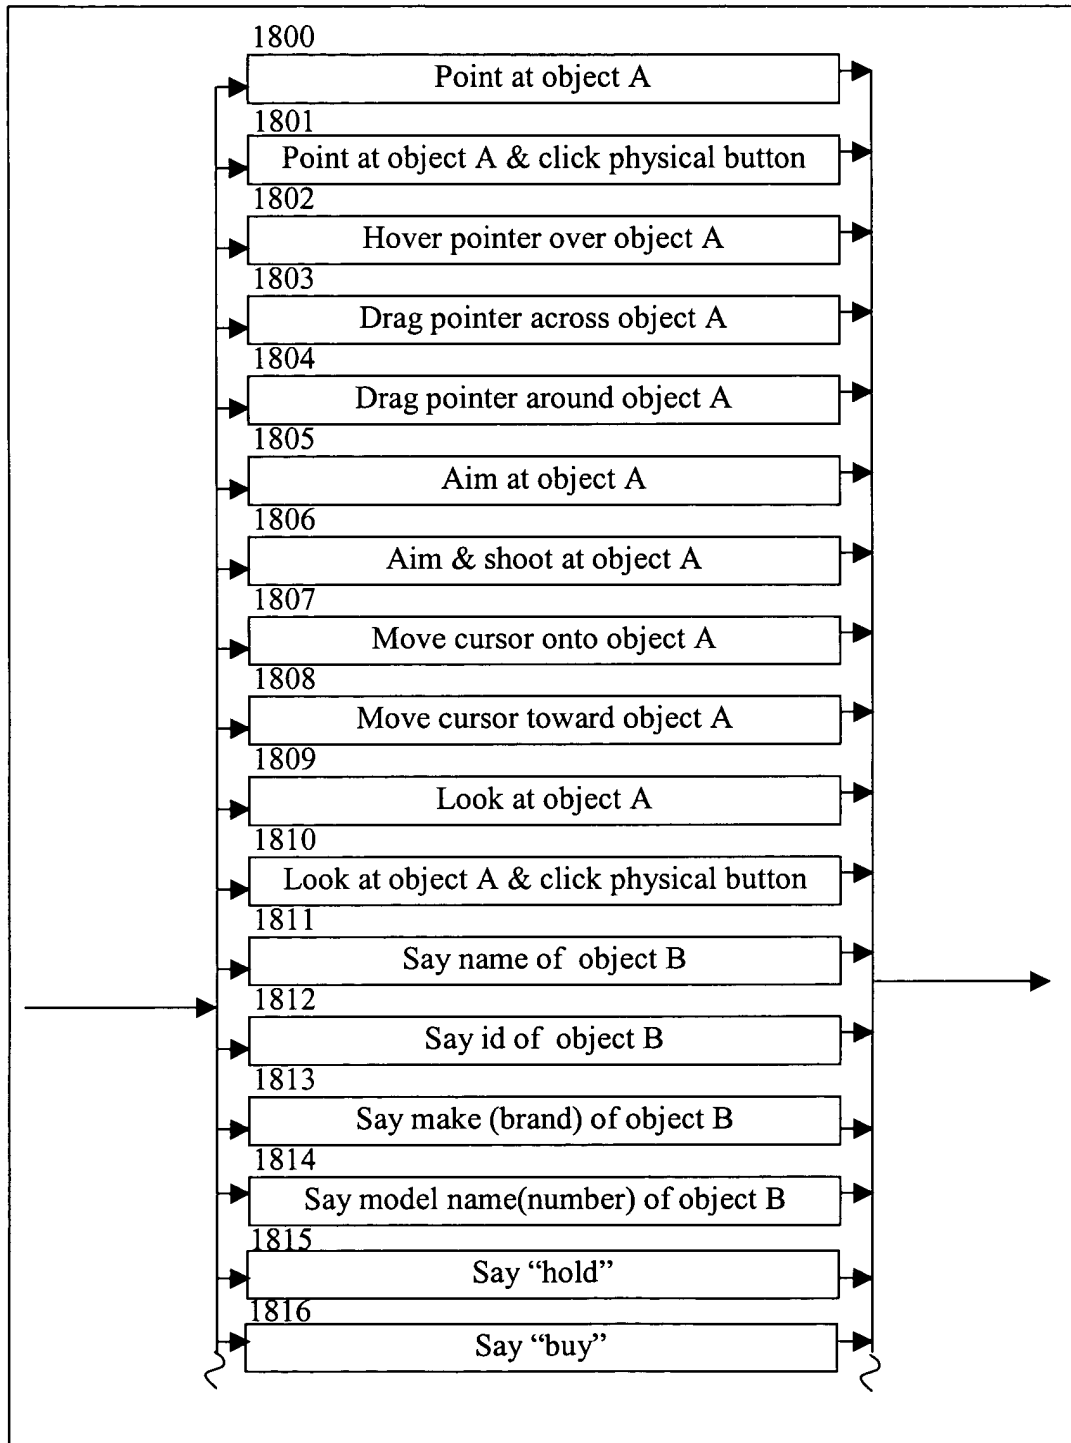 1800
Point at object A
1801
Point at object A & click physical button
1802
Hover pointer over object A
1803
Drag pointer across object A
1804
Drag pointer around object A
1805
Aim at object A
1806
Aim & shoot at object A
1807
Move cursor onto object A
1808
Move cursor toward object A
1809
Look at object A
1810
Look at object A & click physical button
1811
Say name of object B
1812
Say id of object B
1813
Say make (brand) of object B
1814
Say model name(number) of object B
1815
Say “hold”
1816
Say “buy”